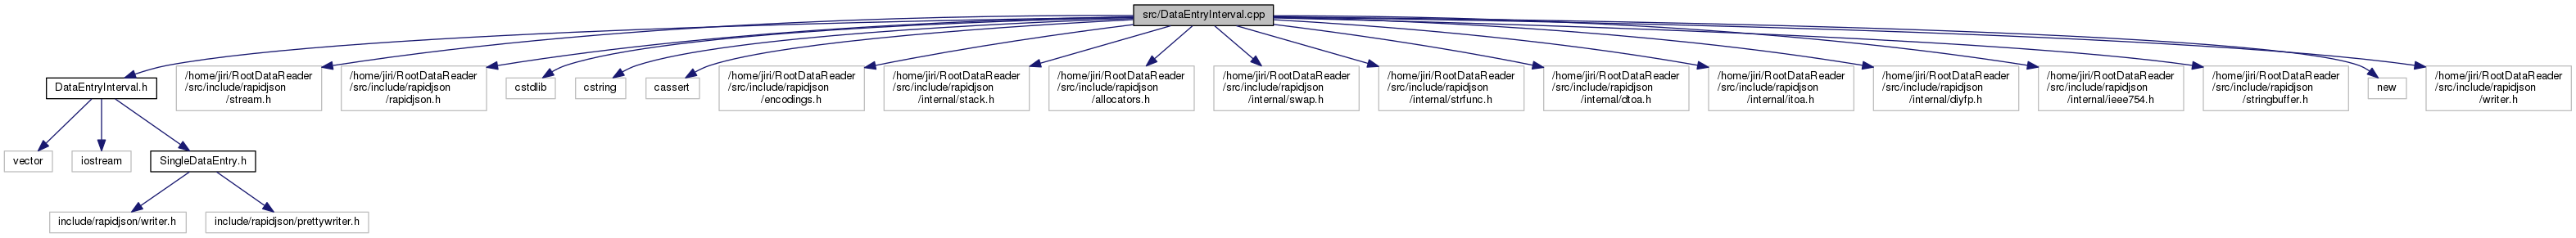 src/DataEntryInterval.cpp
DataEntryInterval.h
/home/jiri/RootDataReader
/src/include/rapidjson
/stream.h
/home/jiri/RootDataReader
/src/include/rapidjson
/rapidjson.h
cstdlib
cstring
cassert
/home/jiri/RootDataReader
/src/include/rapidjson
/encodings.h
/home/jiri/RootDataReader
/src/include/rapidjson
/internal/stack.h
/home/jiri/RootDataReader
/src/include/rapidjson
/allocators.h
/home/jiri/RootDataReader
/src/include/rapidjson
/internal/swap.h
/home/jiri/RootDataReader
/src/include/rapidjson
/internal/strfunc.h
/home/jiri/RootDataReader
/src/include/rapidjson
/internal/dtoa.h
/home/jiri/RootDataReader
/src/include/rapidjson
/internal/itoa.h
/home/jiri/RootDataReader
/src/include/rapidjson
/internal/diyfp.h
/home/jiri/RootDataReader
/src/include/rapidjson
/internal/ieee754.h
/home/jiri/RootDataReader
/src/include/rapidjson
/stringbuffer.h
new
/home/jiri/RootDataReader
/src/include/rapidjson
/writer.h
vector
iostream
SingleDataEntry.h
include/rapidjson/writer.h
include/rapidjson/prettywriter.h